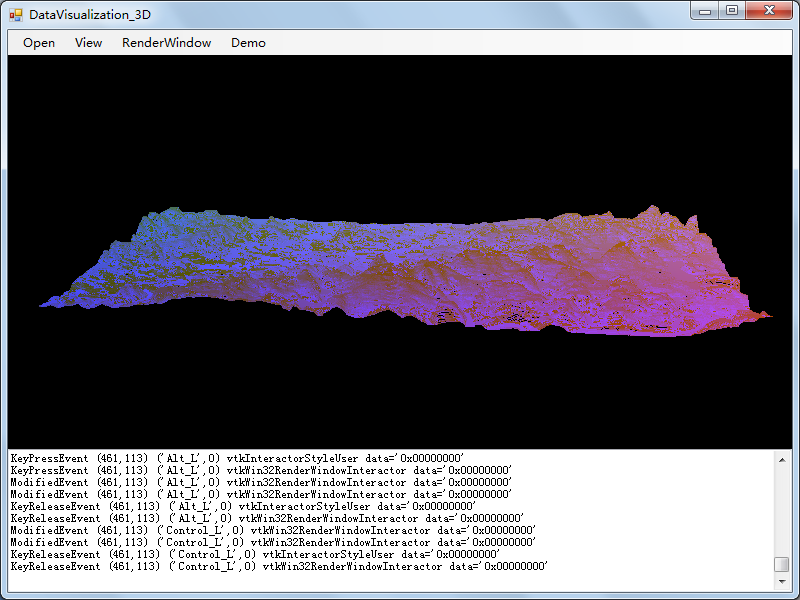 DataVisualization_3D
Open View RenderWindow Demo
KeyPressEvent (461,113) ('Alt_L',0) vtkInteractorStyleUser data='0x00000000'
KeyPressEvent (461,113) ('Alt_L',0) vtkWin32RenderWindowInteractor data='0x00000000'
ModifiedEvent (461,113) ('Alt_L',0) vtkWin32RenderWindowInteractor data='0x00000000'
ModifiedEvent (461,113) ('Alt_L',0) vtkWin32RenderWindowInteractor data='0x00000000'
KeyReleaseEvent (461,113) ('Alt_L',0) vtkInteractorStyleUser data='0x00000000'
KeyReleaseEvent (461,113) ('Alt_L',0) vtkWin32RenderWindowInteractor data='0x00000000'
ModifiedEvent (461,113) ('Control_L',0) vtkWin32RenderWindowInteractor data='0x00000000'
ModifiedEvent (461,113) ('Control_L',0) vtkWin32RenderWindowInteractor data='0x00000000'
KeyReleaseEvent (461,113) ('Control_L',0) vtkInteractorStyleUser data='0x00000000'
KeyReleaseEvent (461,113) ('Control_L',0) vtkWin32RenderWindowInteractor data='0x00000000'